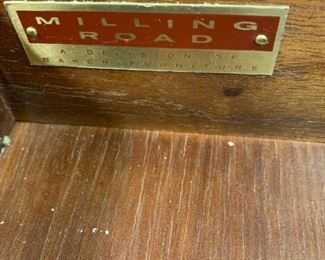 MILLING
ROAD
A DIVISION OF
BAKER FURNITURE